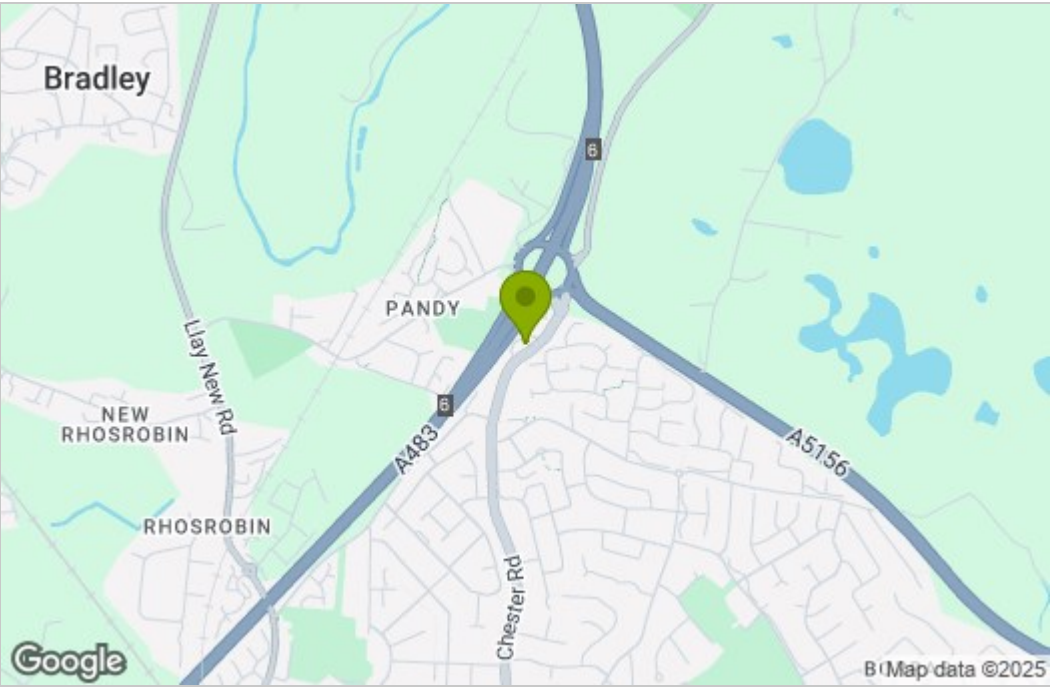 Bradley
6
PANDY
Llay New Rd
6
NEW
RHOSROBIN
A483
A5156
RHOSROBIN
Chester Rd
Google
Map data ©2025